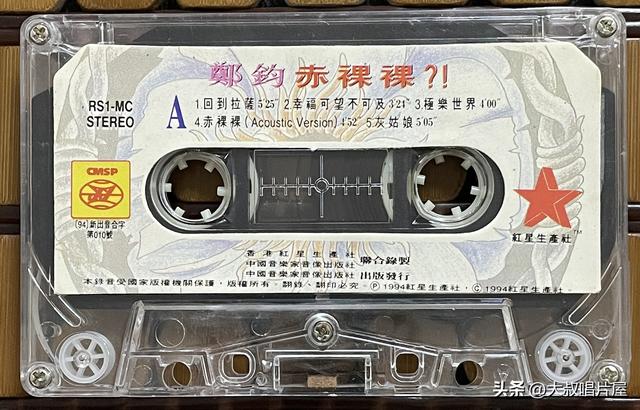 鄭鈞 赤裸裸?!
RS1-MC
STEREO
A
1.回到拉薩5'25" 2.幸福可望不可及3'24" 3.極樂世界4'00"
4.赤裸裸(Acoustic Version)4'52" 5.灰姑娘5'05"
CMSP
(94)新出音合字
第010號
紅星生產社™
香港紅星生產社
中國音樂家音像出版社 聯合錄製
中國音樂家音像出版社 出版發行
本錄音受國家版權機關保護，版權所有。翻錄、翻印必究。Ⓟ1994紅星生產社。©1994紅星生產社。
头条@大叔唱片屋